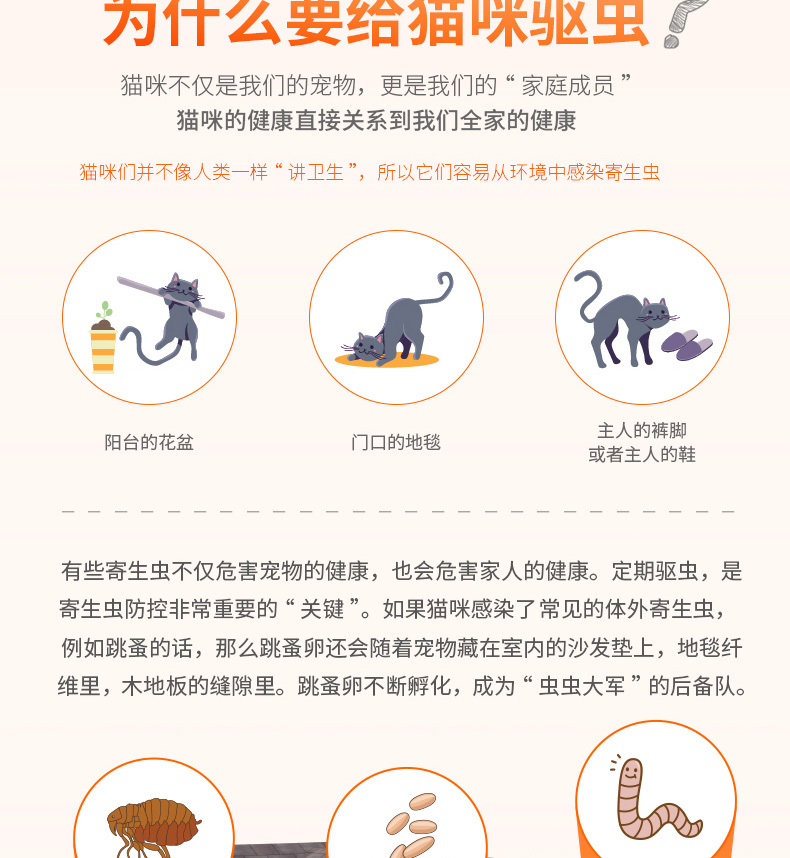 为什么要给猫咪驱虫?
猫咪不仅是我们的宠物，更是我们的“家庭成员”
猫咪的健康直接关系到我们全家的健康
猫咪们并不像人类一样“讲卫生”，所以它们容易从环境中感染寄生虫
阳台的花盆
门口的地毯
主人的裤脚
或者主人的鞋
有些寄生虫不仅危害宠物的健康，也会危害家人的健康。定期驱虫，是
寄生虫防控非常重要的“关键”。如果猫咪感染了常见的体外寄生虫，
例如跳蚤的话，那么跳蚤卵还会随着宠物藏在室内的沙发垫上，地毯纤
维里，木地板的缝隙里。跳蚤卵不断孵化，成为“虫虫大军”的后备队。